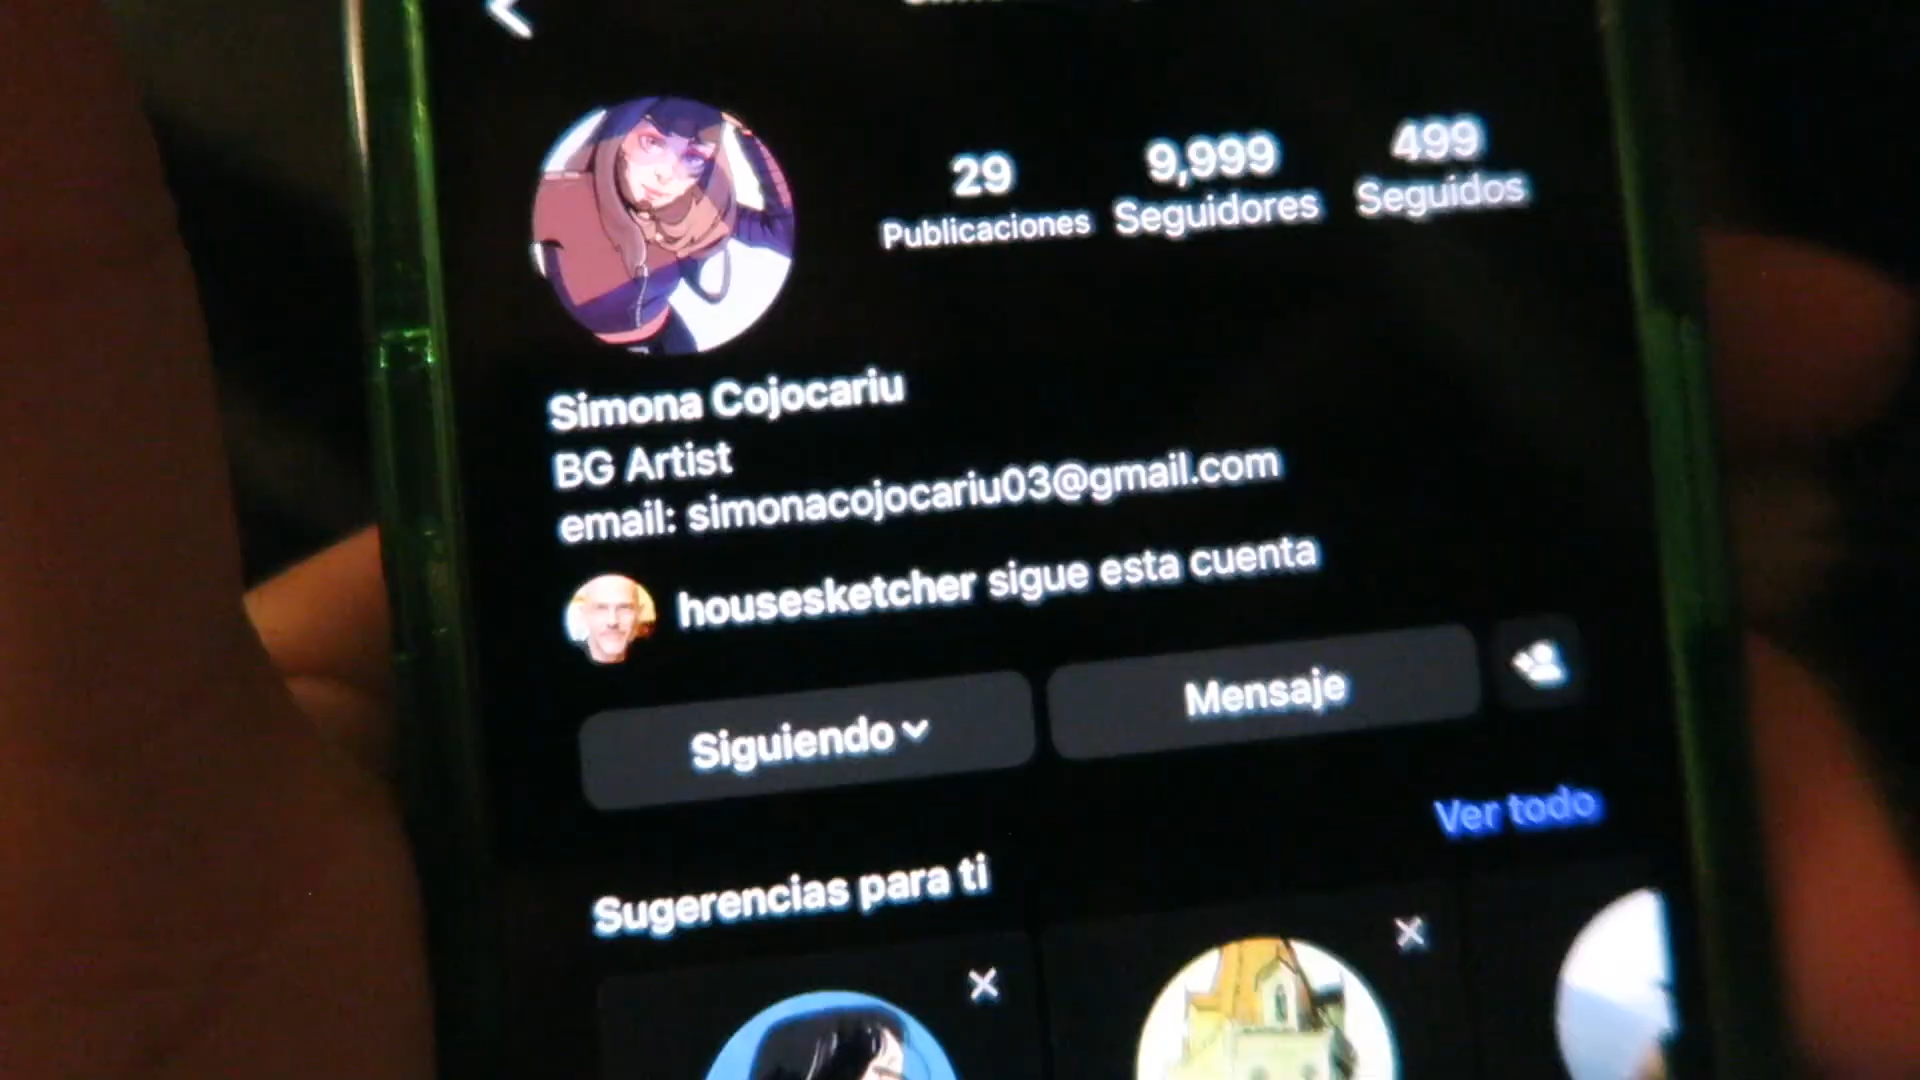 29 9,999 499
Publicaciones Seguidores Seguidos
Simona Cojocariu
BG Artist
email: simonacojocariu03@gmail.com
housesketcher sigue esta cuenta
Siguiendo Mensaje
Ver todo
Sugerencias para ti